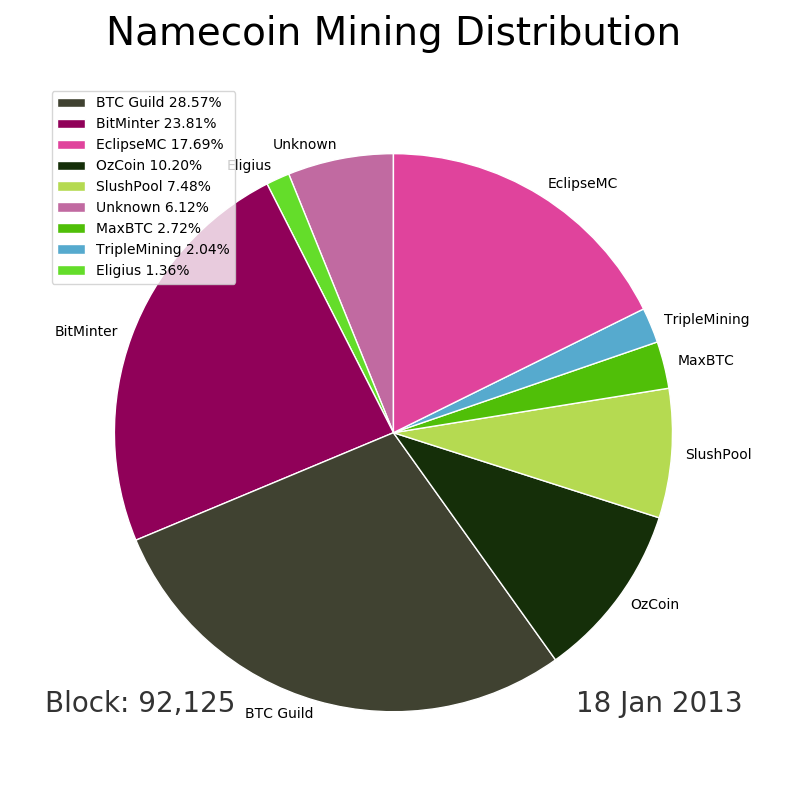 Namecoin Mining Distribution
BTC Guild 28.57%
BitMinter 23.81%
EclipseMC 17.69%
OzCoin 10.20%
SlushPool 7.48%
Unknown 6.12%
MaxBTC 2.72%
TripleMining 2.04%
Eligius 1.36%
Unknown
Eligius
EclipseMC
TripleMining
BitMinter
MaxBTC
SlushPool
OzCoin
Block: 92,125
BTC Guild
18 Jan 2013